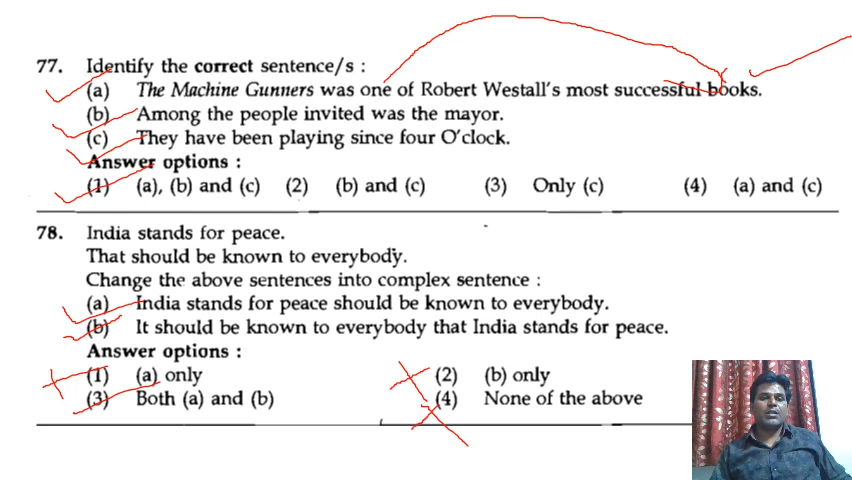 77. Identify the correct sentence/s :
(a) The Machine Gunners was one of Robert Westall's most successful books.
(b) Among the people invited was the mayor.
(c) They have been playing since four O'clock.
Answer options :
(1) (a), (b) and (c) (2) (b) and (c) (3) Only (c) (4) (a) and (c)
78. India stands for peace.
That should be known to everybody.
Change the above sentences into complex sentence :
(a) India stands for peace should be known to everybody.
(b) It should be known to everybody that India stands for peace.
Answer options :
(1) (a) only (2) (b) only
(3) Both (a) and (b) (4) None of the above